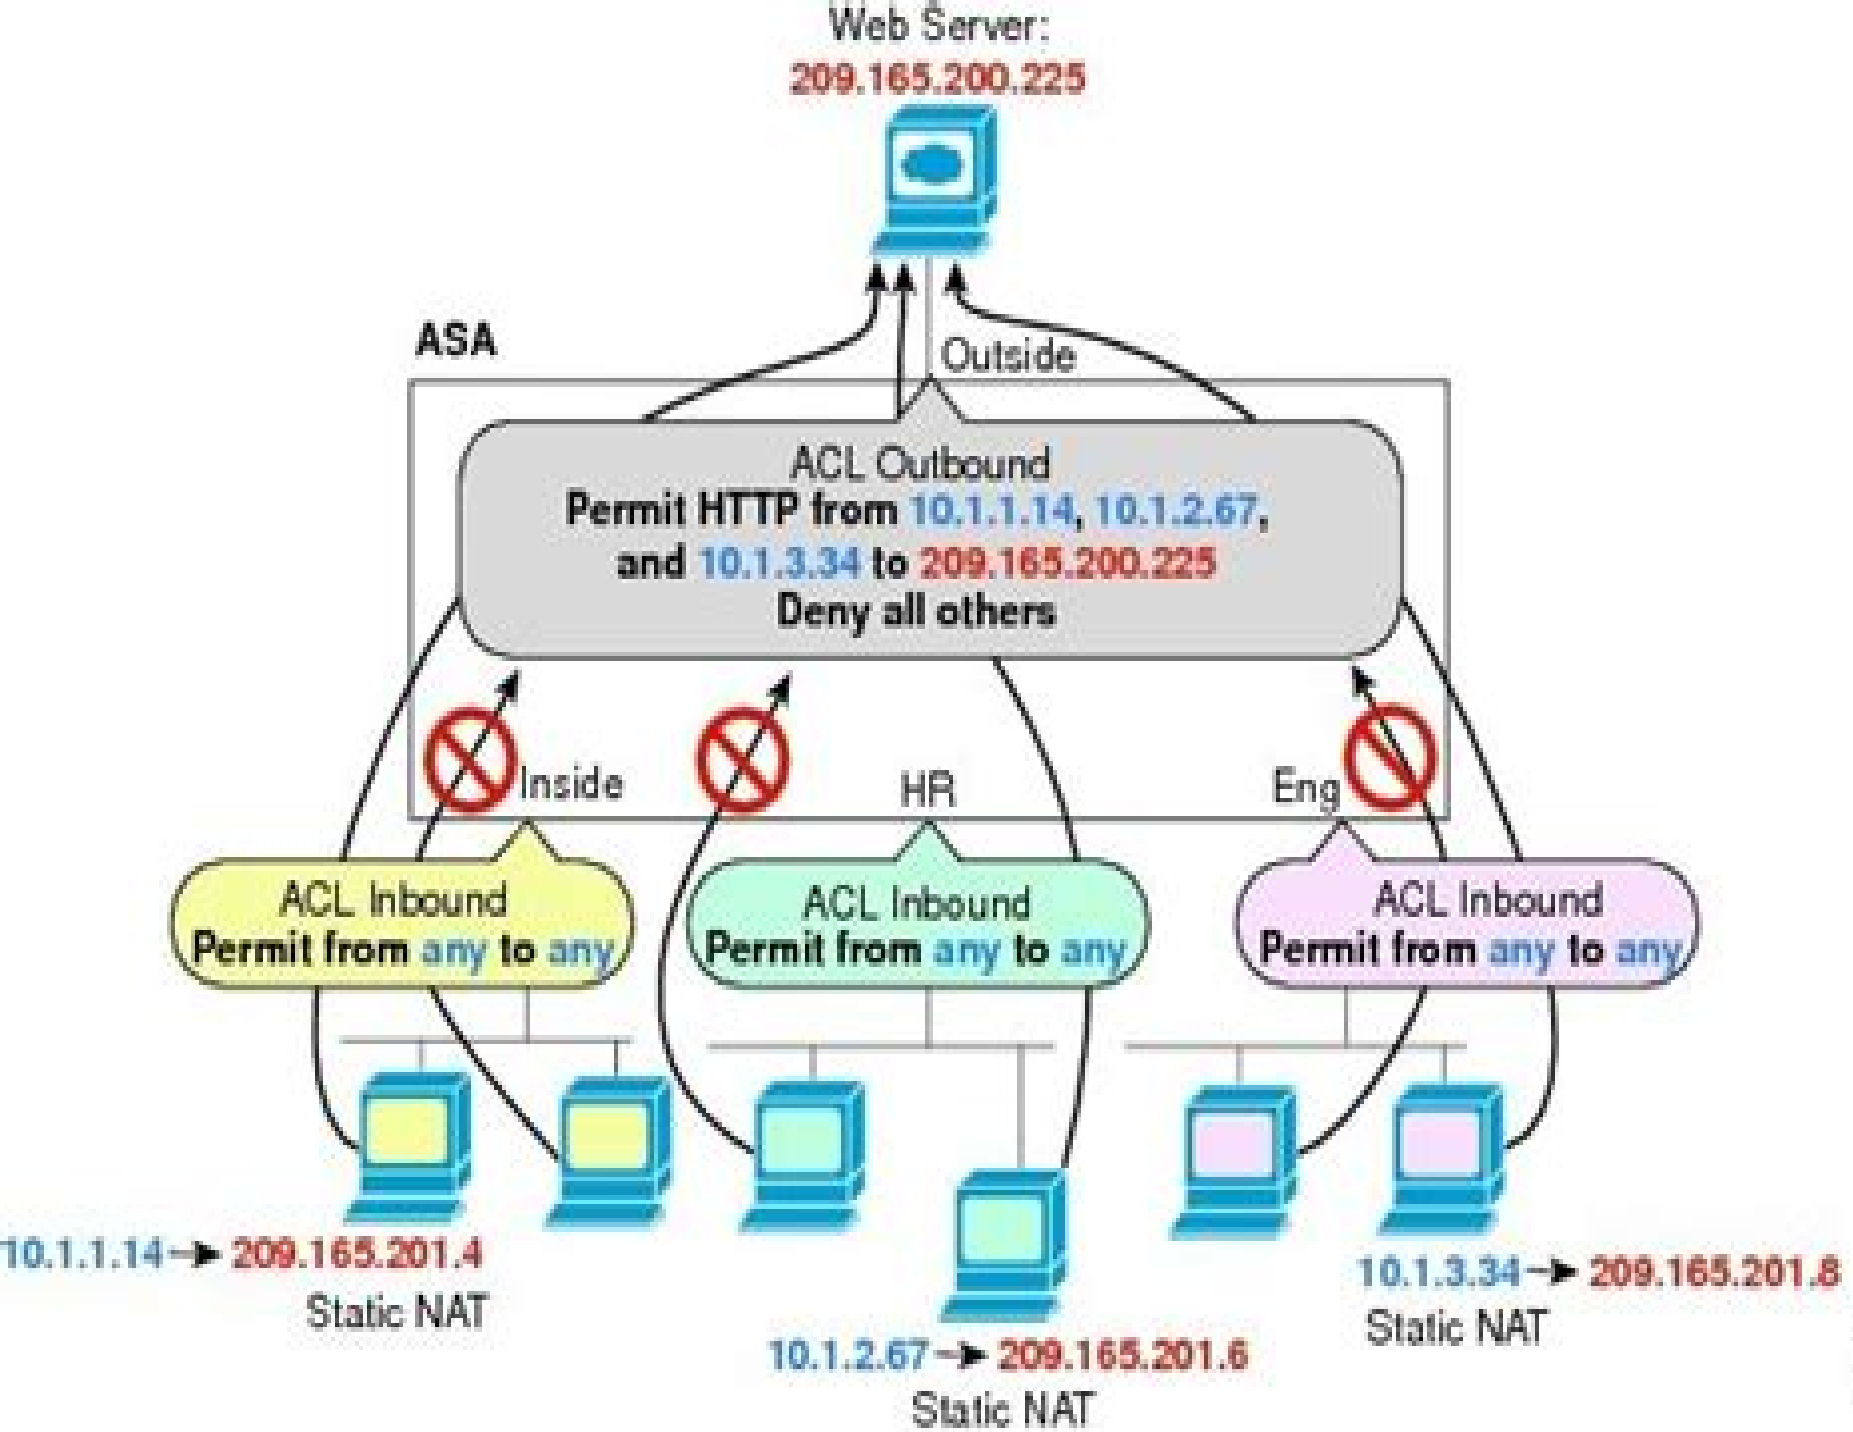 Web Server:
209.165.200.225
ASA
Outside
ACL Outbound
Permit HTTP from 10.1.1.14, 10.1.2.67,
and 10.1.3.34 to 209.165.200.225
Deny all others
Inside
HR
Eng
ACL Inbound
Permit from any to any
ACL Inbound
Permit from any to any
ACL Inbound
Permit from any to any
10.1.1.14 → 209.165.201.4
Static NAT
10.1.2.67 → 209.165.201.6
Static NAT
10.1.3.34 → 209.165.201.8
Static NAT